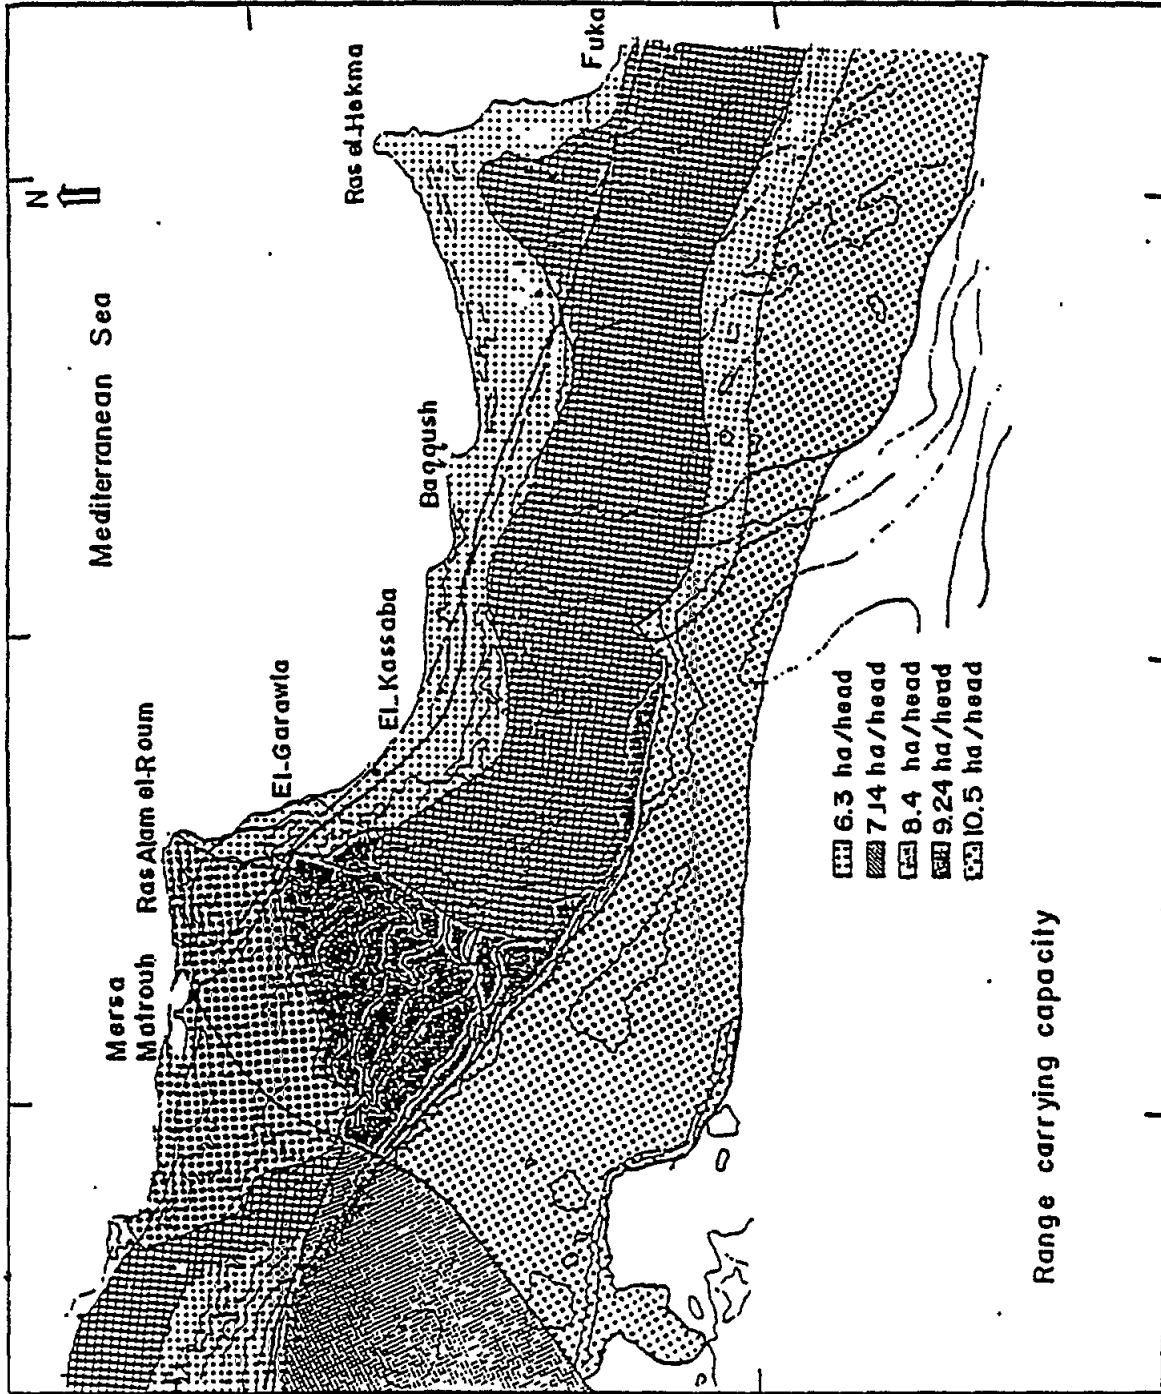 N
Mediterranean Sea
Mersa
Matrouh
Ras Alam el-Roum
El-Garawla
EL-Kassaba
Baqqush
Ras el-Hekma
Fuka
6.3 ha/head
7.14 ha/head
8.4 ha/head
9.24 ha/head
10.5 ha/head
Range carrying capacity